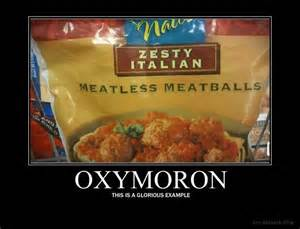 ZESTY
ITALIAN
MEATLESS MEATBALLS
OXYMORON
THIS IS A GLORIOUS EXAMPLE